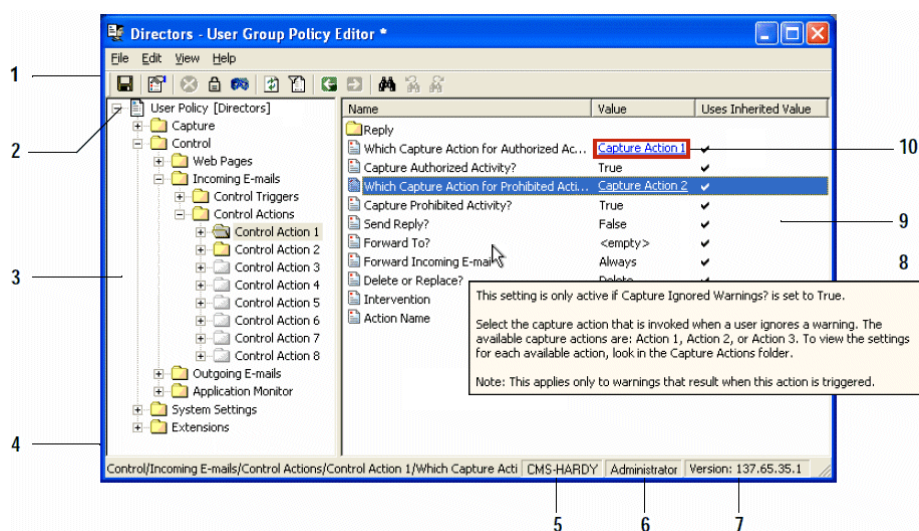 Directors - User Group Policy Editor *
File Edit View Help
1
User Policy [Directors]
Capture
Control
Web Pages
Incoming E-mails
Control Triggers
Control Actions
Control Action 1
Control Action 2
Control Action 3
Control Action 4
Control Action 5
Control Action 6
Control Action 7
Control Action 8
Outgoing E-mails
Application Monitor
System Settings
Extensions
2
3
4
Name Value Uses Inherited Value
Reply
Which Capture Action for Authorized Ac... Capture Action 1
Capture Authorized Activity? True
Which Capture Action for Prohibited Acti... Capture Action 2
Capture Prohibited Activity? True
Send Reply? False
Forward To? <empty>
Forward Incoming E-mail Always
Delete or Replace? Delete
Intervention
Action Name
10
9
8
This setting is only active if Capture Ignored Warnings? is set to True.
Select the capture action that is invoked when a user ignores a warning. The
available capture actions are: Action 1, Action 2, or Action 3. To view the settings
for each available action, look in the Capture Actions folder.
Note: This applies only to warnings that result when this action is triggered.
Control/Incoming E-mails/Control Actions/Control Action 1/Which Capture Acti CMS-HARDY Administrator Version: 137.65.35.1
5 6 7